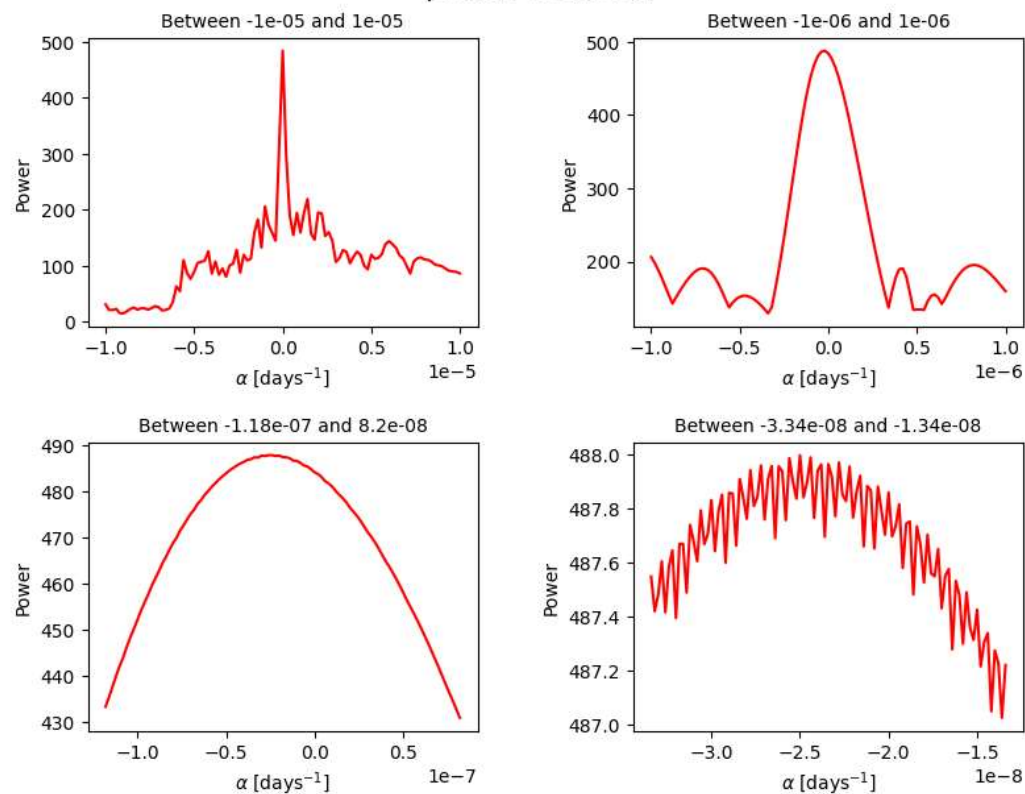 Between -1e-05 and 1e-05
500
400
300
200
100
0
Power
−1.0 −0.5 0.0 0.5 1.0
1e−5
α [days⁻¹]
Between -1e-06 and 1e-06
500
400
300
200
Power
−1.0 −0.5 0.0 0.5 1.0
1e−6
α [days⁻¹]
Between -1.18e-07 and 8.2e-08
490
480
470
460
450
440
430
Power
−1.0 −0.5 0.0 0.5
1e−7
α [days⁻¹]
Between -3.34e-08 and -1.34e-08
488.0
487.8
487.6
487.4
487.2
487.0
Power
−3.0 −2.5 −2.0 −1.5
1e−8
α [days⁻¹]